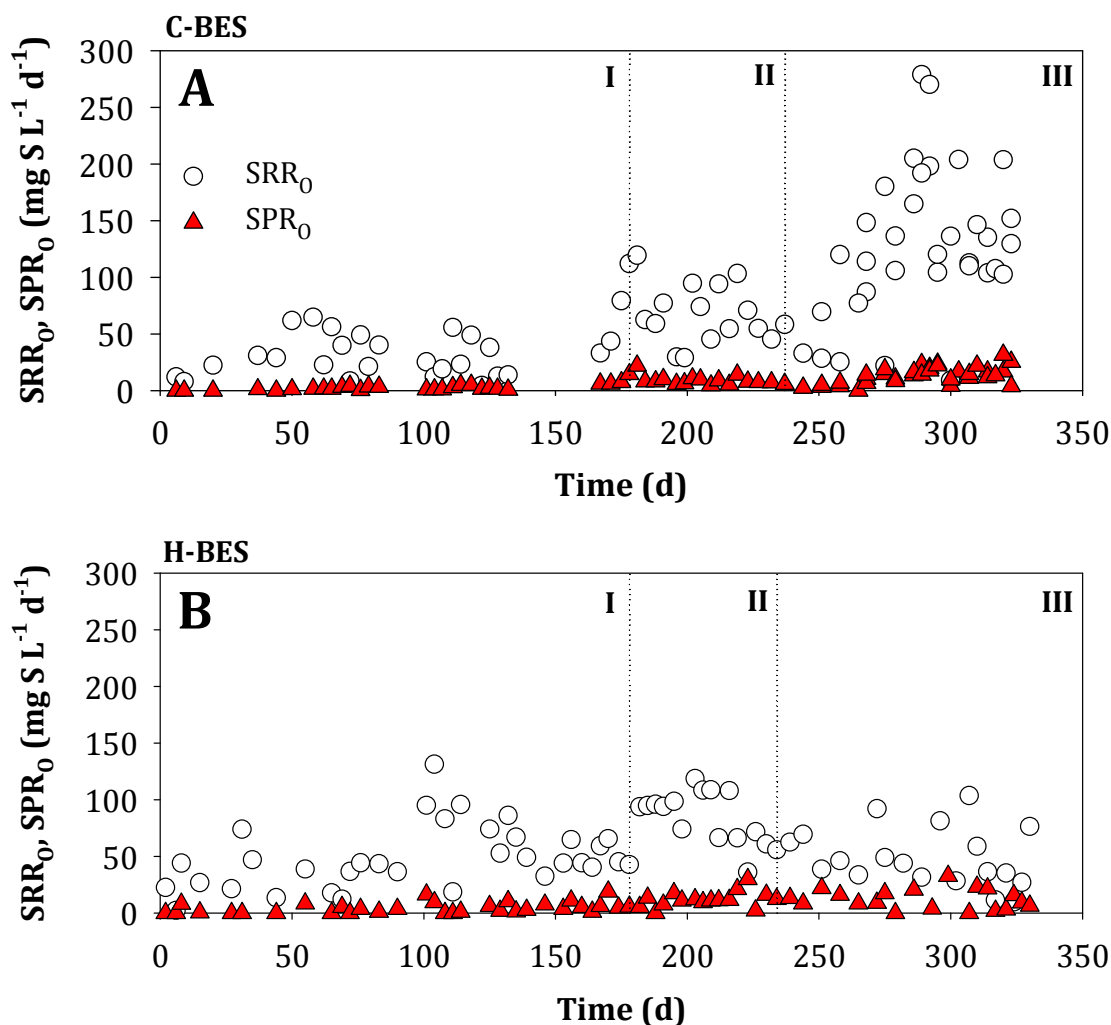 C-BES
A
I
II
III
SRR₀
SPR₀
300
250
200
150
100
50
0
SRR₀, SPR₀ (mg S L⁻¹ d⁻¹)
0 50 100 150 200 250 300 350
Time (d)
H-BES
B
I
II
III
300
250
200
150
100
50
0
SRR₀, SPR₀ (mg S L⁻¹ d⁻¹)
0 50 100 150 200 250 300 350
Time (d)